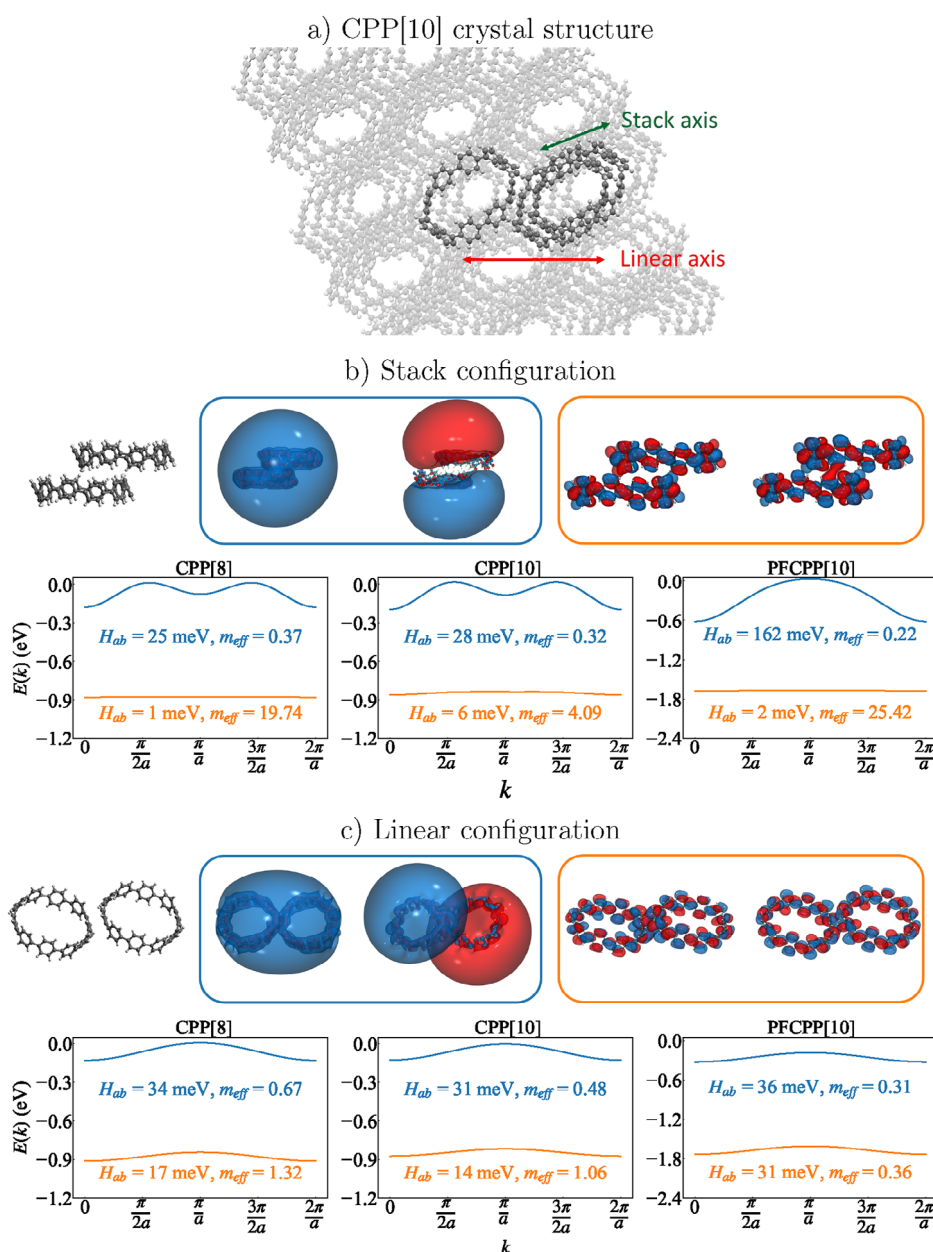 a) CPP[10] crystal structure
Stack axis
Linear axis
b) Stack configuration
CPP[8] CPP[10] PFCPP[10]
E(k) (eV)
0.0 0.0 0.0
−0.3 −0.3 −0.6
H_ab = 25 meV, m_eff = 0.37 H_ab = 28 meV, m_eff = 0.32 H_ab = 162 meV, m_eff = 0.22
−0.6 −0.6 −1.2
−0.9 −0.9 −1.8
H_ab = 1 meV, m_eff = 19.74 H_ab = 6 meV, m_eff = 4.09 H_ab = 2 meV, m_eff = 25.42
−1.2 −1.2 −2.4
0 π/2a π/a 3π/2a 2π/a 0 π/2a π/a 3π/2a 2π/a 0 π/2a π/a 3π/2a 2π/a
k
c) Linear configuration
CPP[8] CPP[10] PFCPP[10]
E(k) (eV)
0.0 0.0 0.0
−0.3 −0.3 −0.6
H_ab = 34 meV, m_eff = 0.67 H_ab = 31 meV, m_eff = 0.48 H_ab = 36 meV, m_eff = 0.31
−0.6 −0.6 −1.2
−0.9 −0.9 −1.8
H_ab = 17 meV, m_eff = 1.32 H_ab = 14 meV, m_eff = 1.06 H_ab = 31 meV, m_eff = 0.36
−1.2 −1.2 −2.4
0 π/2a π/a 3π/2a 2π/a 0 π/2a π/a 3π/2a 2π/a 0 π/2a π/a 3π/2a 2π/a
k